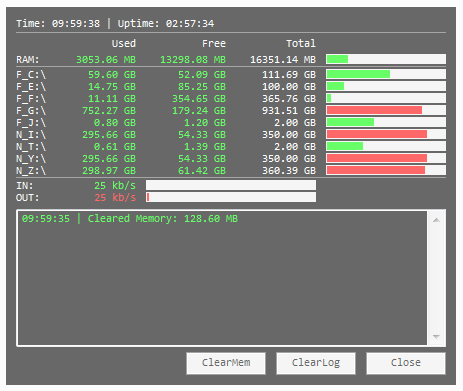 Time: 09:59:38 | Uptime: 02:57:34
Used Free Total
RAM: 3053.06 MB 13298.08 MB 16351.14 MB
F_C:\ 59.60 GB 52.09 GB 111.69 GB
F_E:\ 14.75 GB 85.25 GB 100.00 GB
F_F:\ 11.11 GB 354.65 GB 365.76 GB
F_G:\ 752.27 GB 179.24 GB 931.51 GB
F_J:\ 0.80 GB 1.20 GB 2.00 GB
N_I:\ 295.66 GB 54.33 GB 350.00 GB
N_T:\ 0.61 GB 1.39 GB 2.00 GB
N_Y:\ 295.66 GB 54.33 GB 350.00 GB
N_Z:\ 298.97 GB 61.42 GB 360.39 GB
IN: 25 kb/s
OUT: 25 kb/s
09:59:35 | Cleared Memory: 128.60 MB
ClearMem ClearLog Close